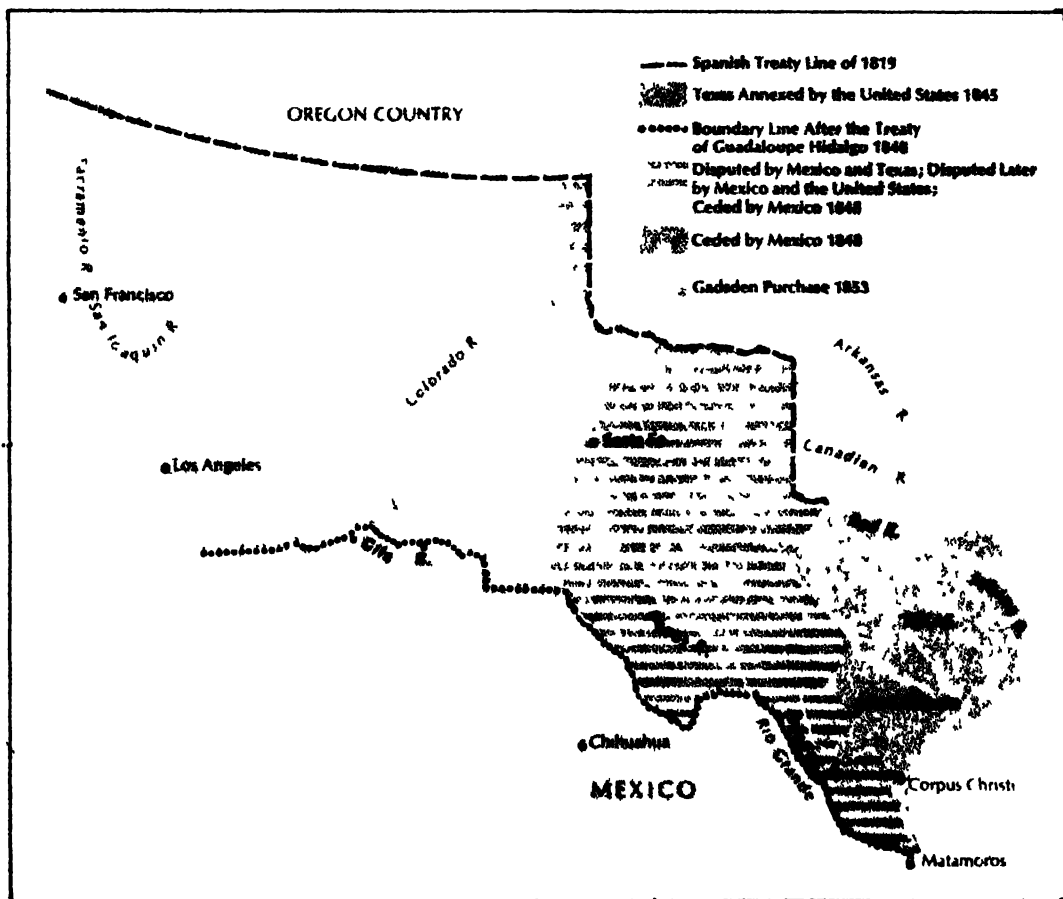 Spanish Treaty Line of 1819
Texas Annexed by the United States 1845
Boundary Line After the Treaty
of Guadaloupe Hidalgo 1848
Disputed by Mexico and Texas; Disputed Later
by Mexico and the United States;
Ceded by Mexico 1848
Ceded by Mexico 1848
Gadsden Purchase 1853
OREGON COUNTRY
San Francisco
San Joaquin R
Colorado R
Arkansas R
Santa Fe
Canadian R
Los Angeles
Red R.
Gila R.
Chihuahua
Rio Grande
MEXICO
Corpus Christi
Matamoros